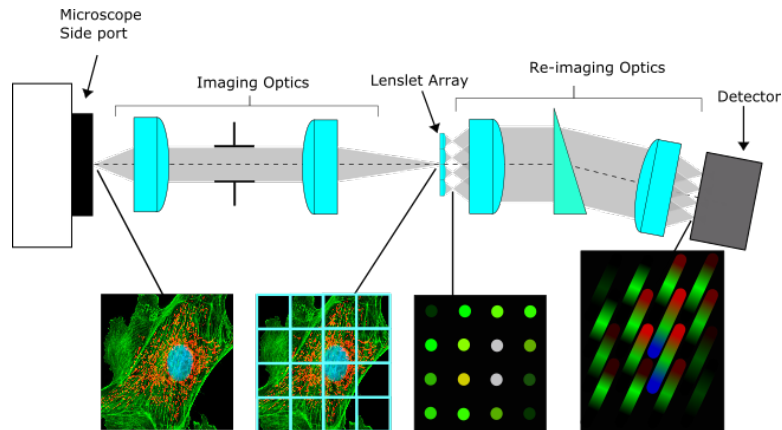 Microscope
Side port
Imaging Optics
Lenslet Array
Re-imaging Optics
Detector